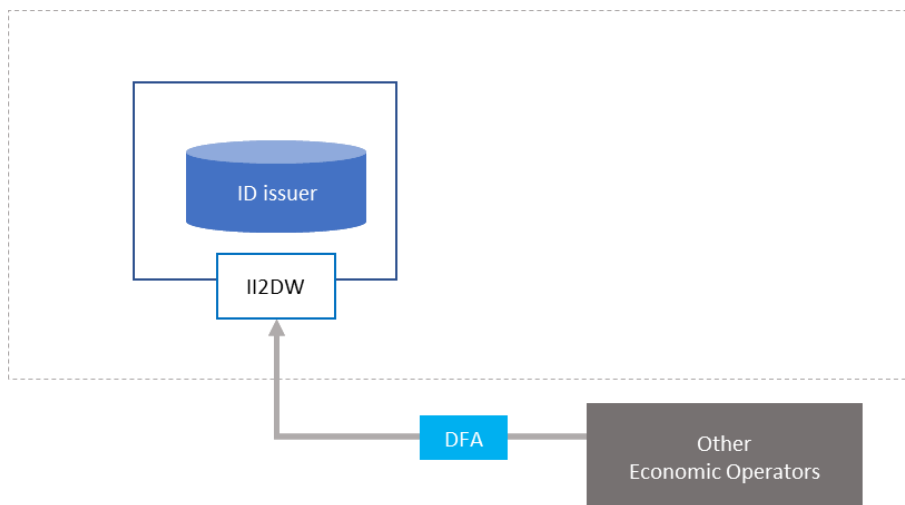 ID issuer
II2DW
DFA
Other
Economic Operators